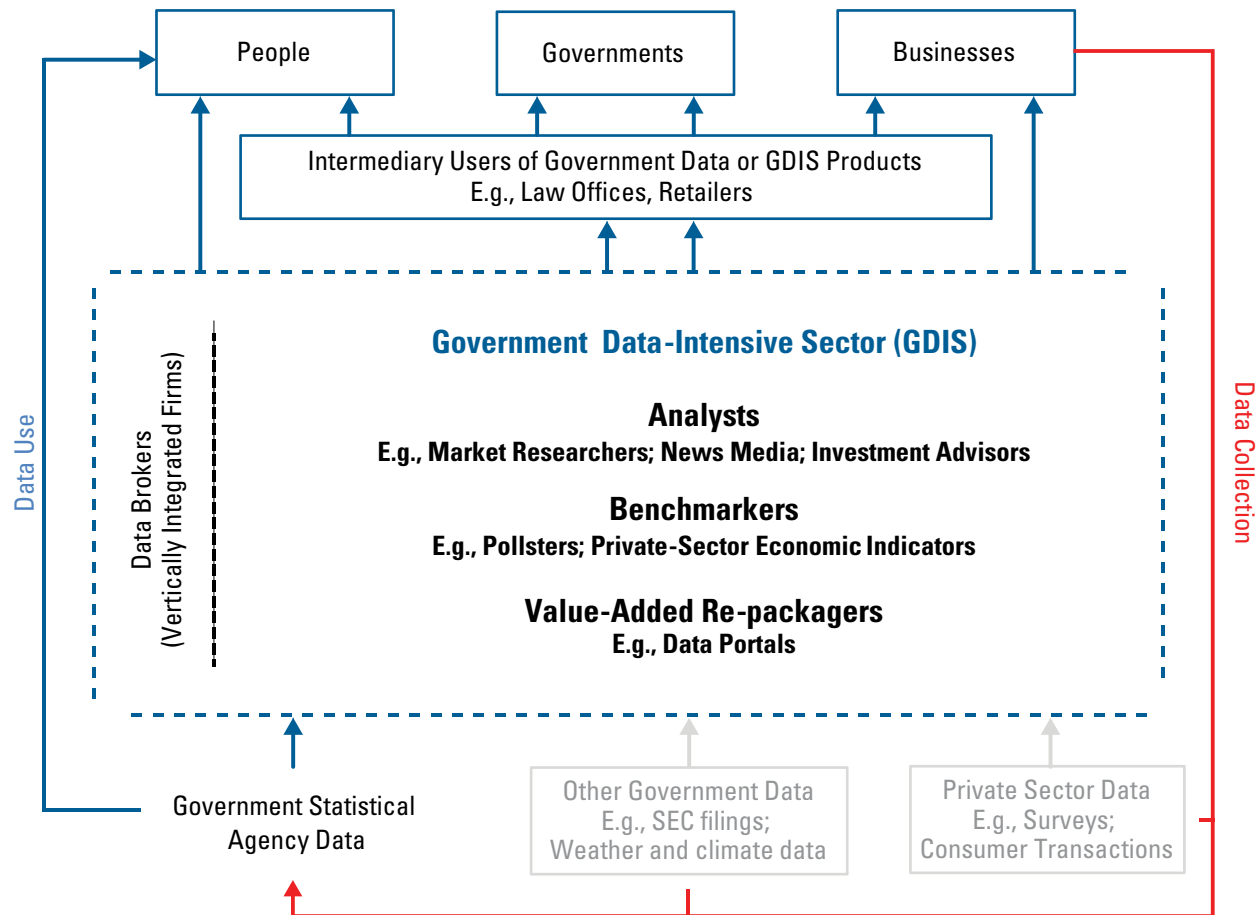 People
Governments
Businesses
Intermediary Users of Government Data or GDIS Products
E.g., Law Offices, Retailers
Data Use
Data Brokers
(Vertically Integrated Firms)
Government Data-Intensive Sector (GDIS)
Analysts
E.g., Market Researchers; News Media; Investment Advisors
Benchmarkers
E.g., Pollsters; Private-Sector Economic Indicators
Value-Added Re-packagers
E.g., Data Portals
Data Collection
Government Statistical
Agency Data
Other Government Data
E.g., SEC filings;
Weather and climate data
Private Sector Data
E.g., Surveys;
Consumer Transactions